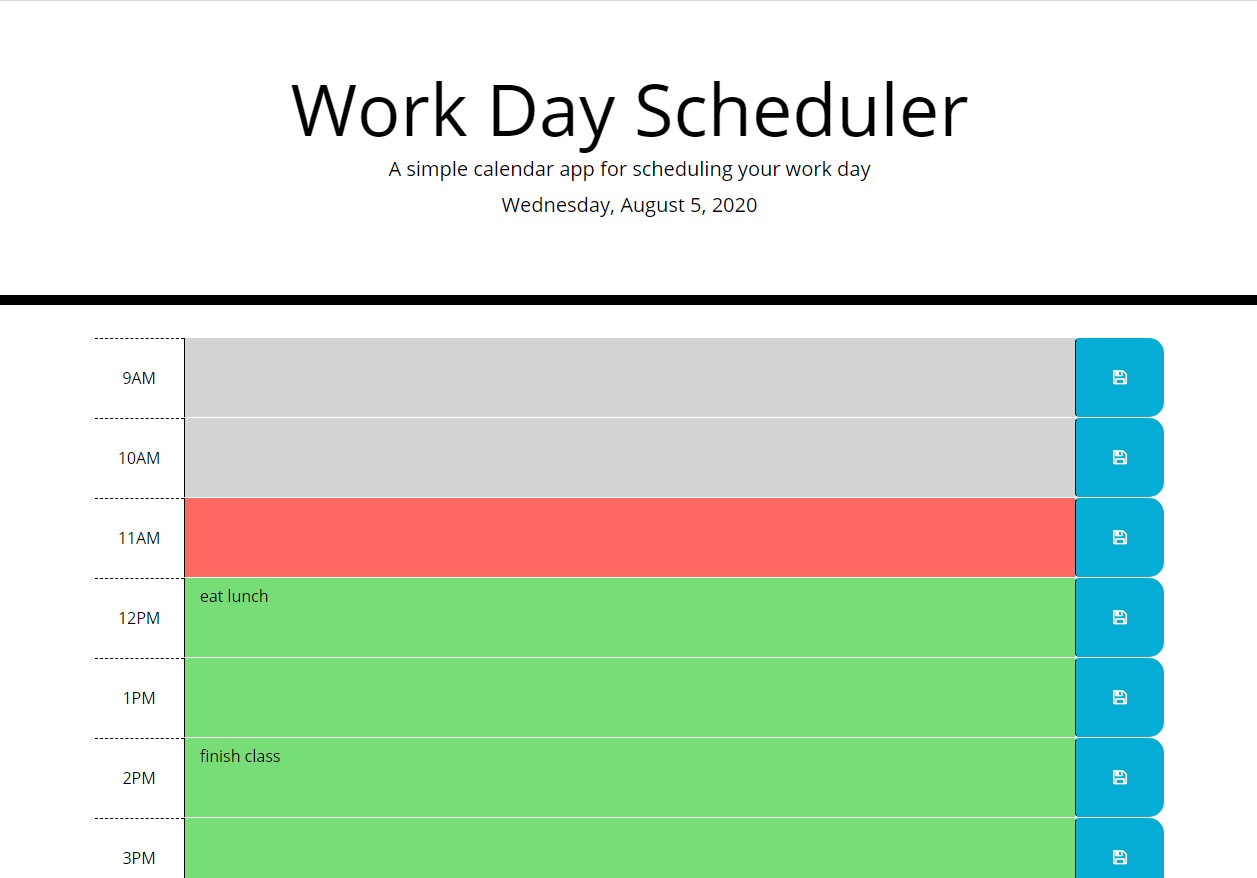 Work Day Scheduler
A simple calendar app for scheduling your work day
Wednesday, August 5, 2020
9AM
10AM
11AM
12PM
eat lunch
1PM
2PM
finish class
3PM